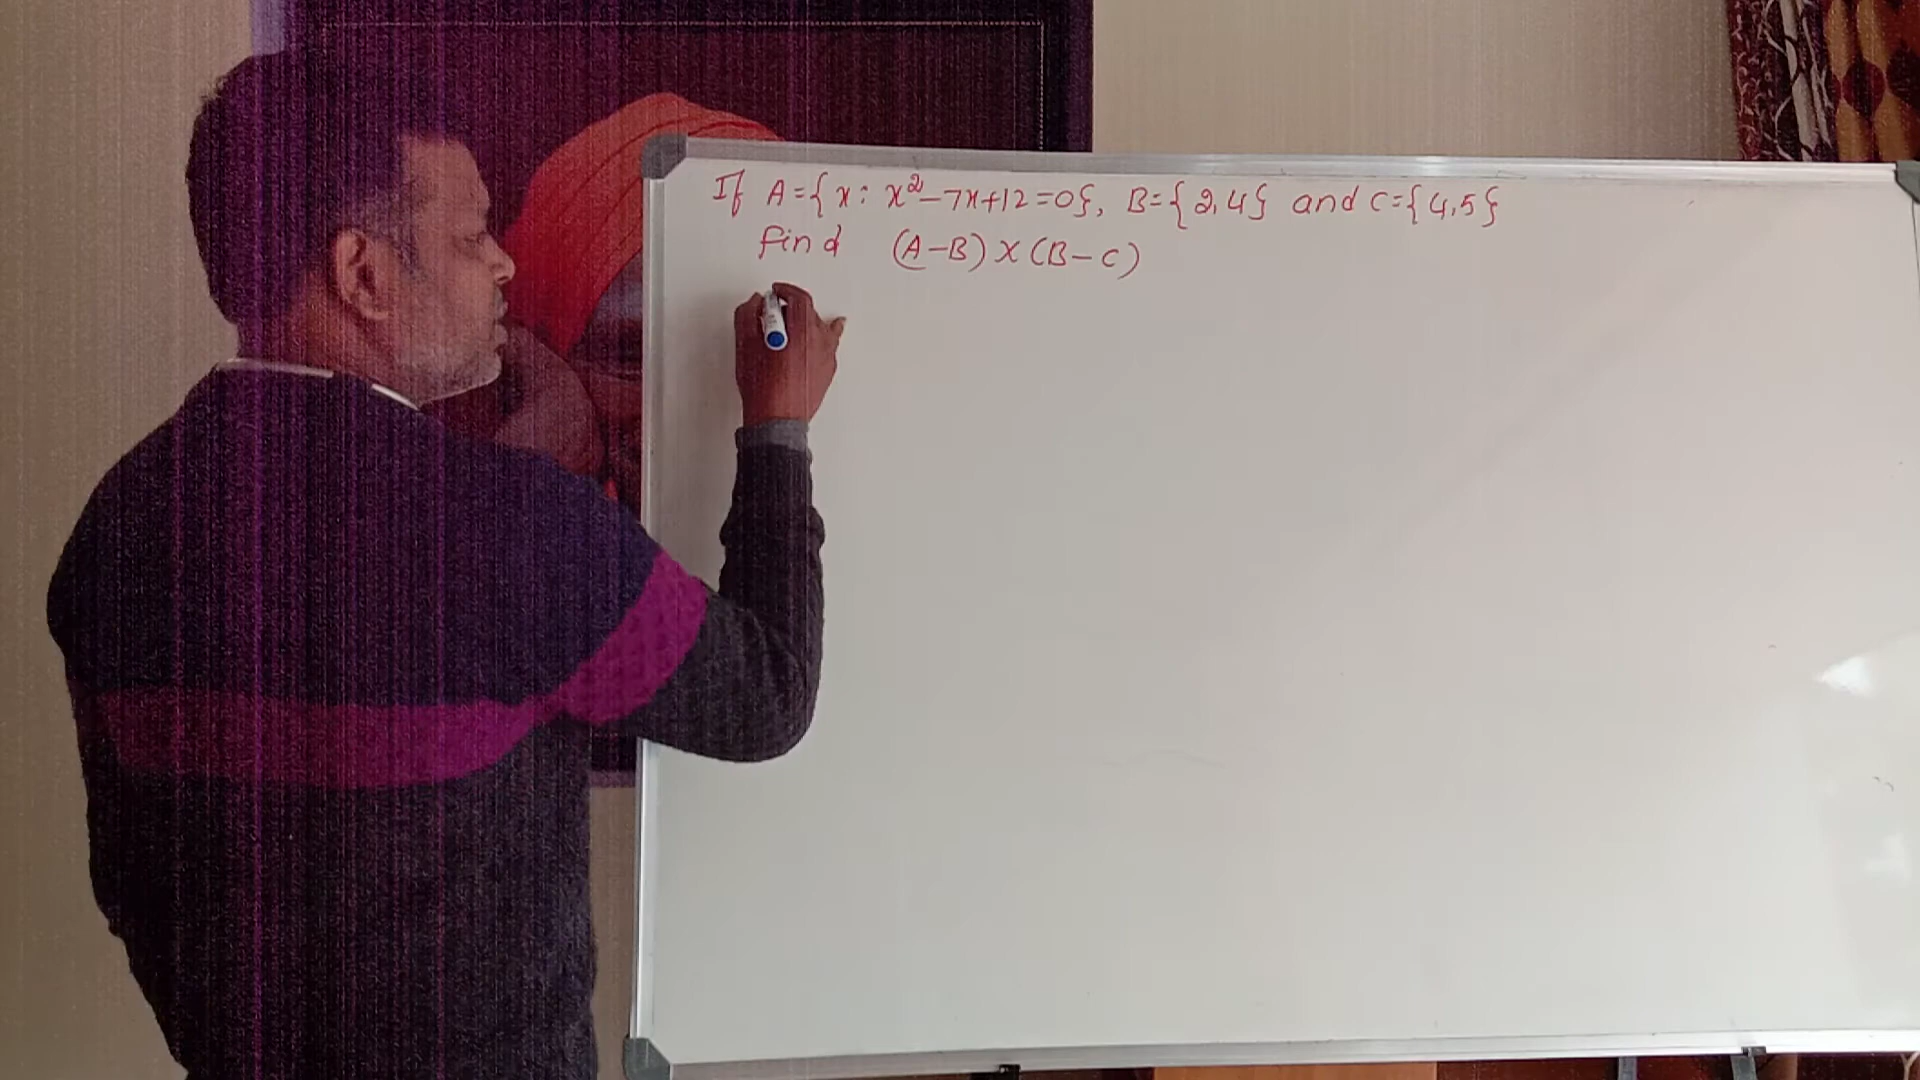 If A={x: x²-7x+12=0}, B={2,4} and C={4,5}
find (A-B)×(B-C)